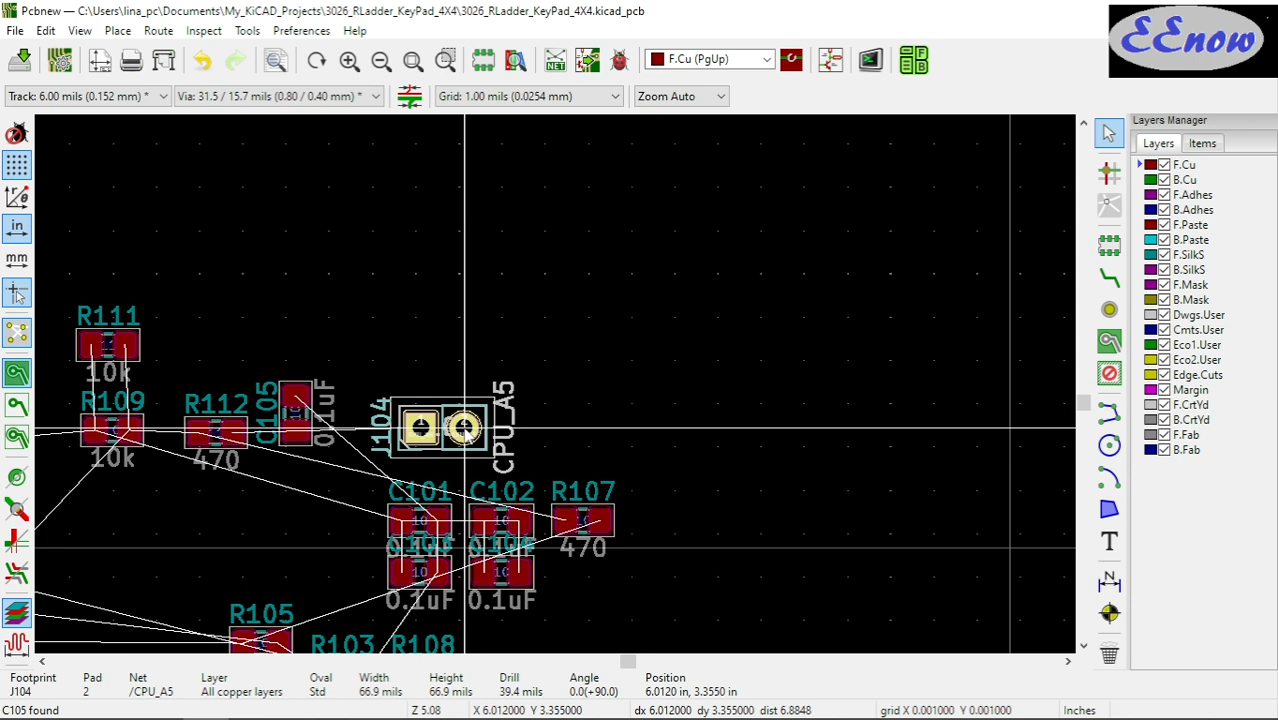 Pcbnew — C:\Users\lina_pc\Documents\My_KiCAD_Projects\3026_RLadder_KeyPad_4X4\3026_RLadder_KeyPad_4X4.kicad_pcb
EEnow
File Edit View Place Route Inspect Tools Preferences Help
NET
F.Cu (PgUp)
Track: 6.00 mils (0.152 mm) *
Via: 31.5 / 15.7 mils (0.80 / 0.40 mm) *
Grid: 1.00 mils (0.0254 mm)
Zoom Auto
in
mm
R111
10k
R109
10k
R112
470
C105
0.1uF
J104
CPU_A5
C101
C102
R107
470
0.1uF
0.1uF
R105
R103
R108
Layers Manager
Layers Items
F.Cu
B.Cu
F.Adhes
B.Adhes
F.Paste
B.Paste
F.SilkS
B.SilkS
F.Mask
B.Mask
Dwgs.User
Cmts.User
Eco1.User
Eco2.User
Edge.Cuts
Margin
F.CrtYd
B.CrtYd
F.Fab
B.Fab
Footprint Pad Net Layer Oval Width Height Drill Angle Position
J104 2 /CPU_A5 All copper layers Std 66.9 mils 66.9 mils 39.4 mils 0.0(+90.0) 6.0120 in, 3.3550 in
C105 found Z 5.08 X 6.012000 Y 3.355000 dx 6.012000 dy 3.355000 dist 6.8848 grid X 0.001000 Y 0.001000 Inches